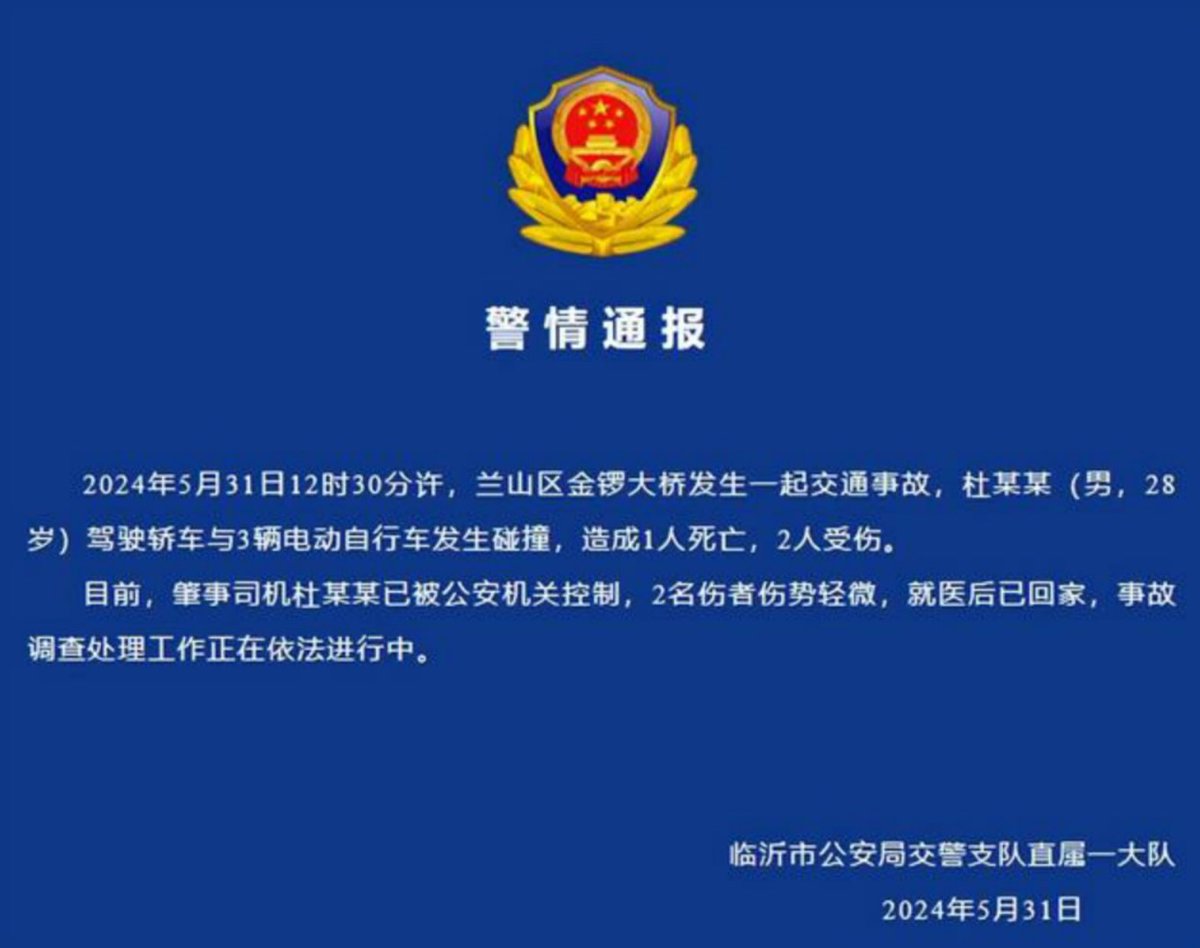 警情通报
2024年5月31日12时30分许，兰山区金锣大桥发生一起交通事故，杜某某（男，28
岁）驾驶轿车与3辆电动自行车发生碰撞，造成1人死亡，2人受伤。
目前，肇事司机杜某某已被公安机关控制，2名伤者伤势轻微，就医后已回家，事故
调查处理工作正在依法进行中。
临沂市公安局交警支队直属一大队
2024年5月31日